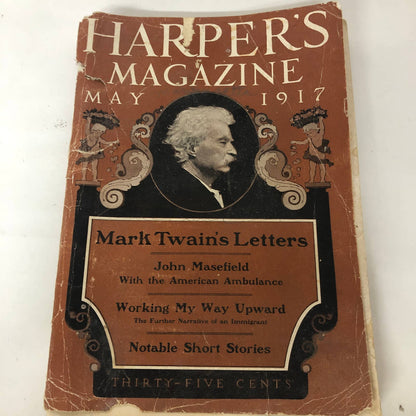 HARPER'S
MAGAZINE
MAY 1917
Mark Twain's Letters
John Masefield
With the American Ambulance
Working My Way Upward
The Further Narrative of an Immigrant
Notable Short Stories
THIRTY-FIVE CENTS